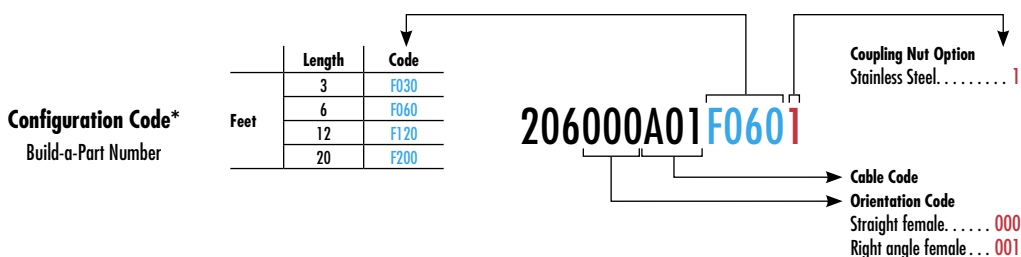 Configuration Code*
Build-a-Part Number
Length Code
Feet
3 F030
6 F060
12 F120
20 F200
206000A01F0601
Coupling Nut Option
Stainless Steel. . . . . . . . . 1
Cable Code
Orientation Code
Straight female. . . . . . 000
Right angle female . . . 001